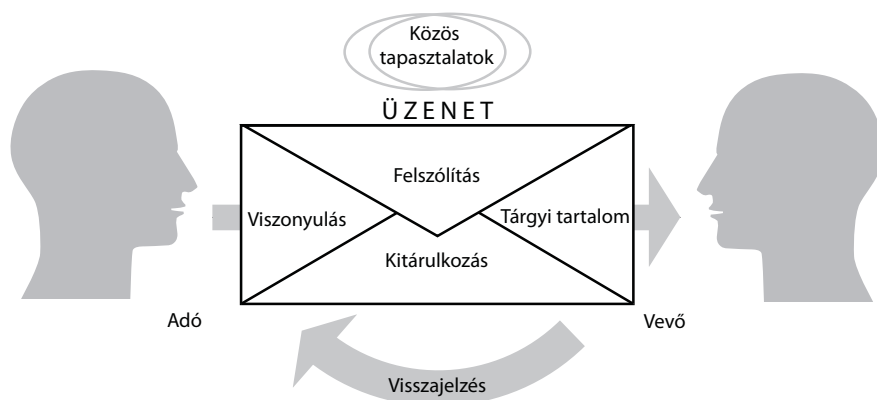 Közös
tapasztalatok
ÜZENET
Felszólítás
Viszonyulás
Tárgyi tartalom
Kitárulkozás
Adó
Vevő
Visszajelzés